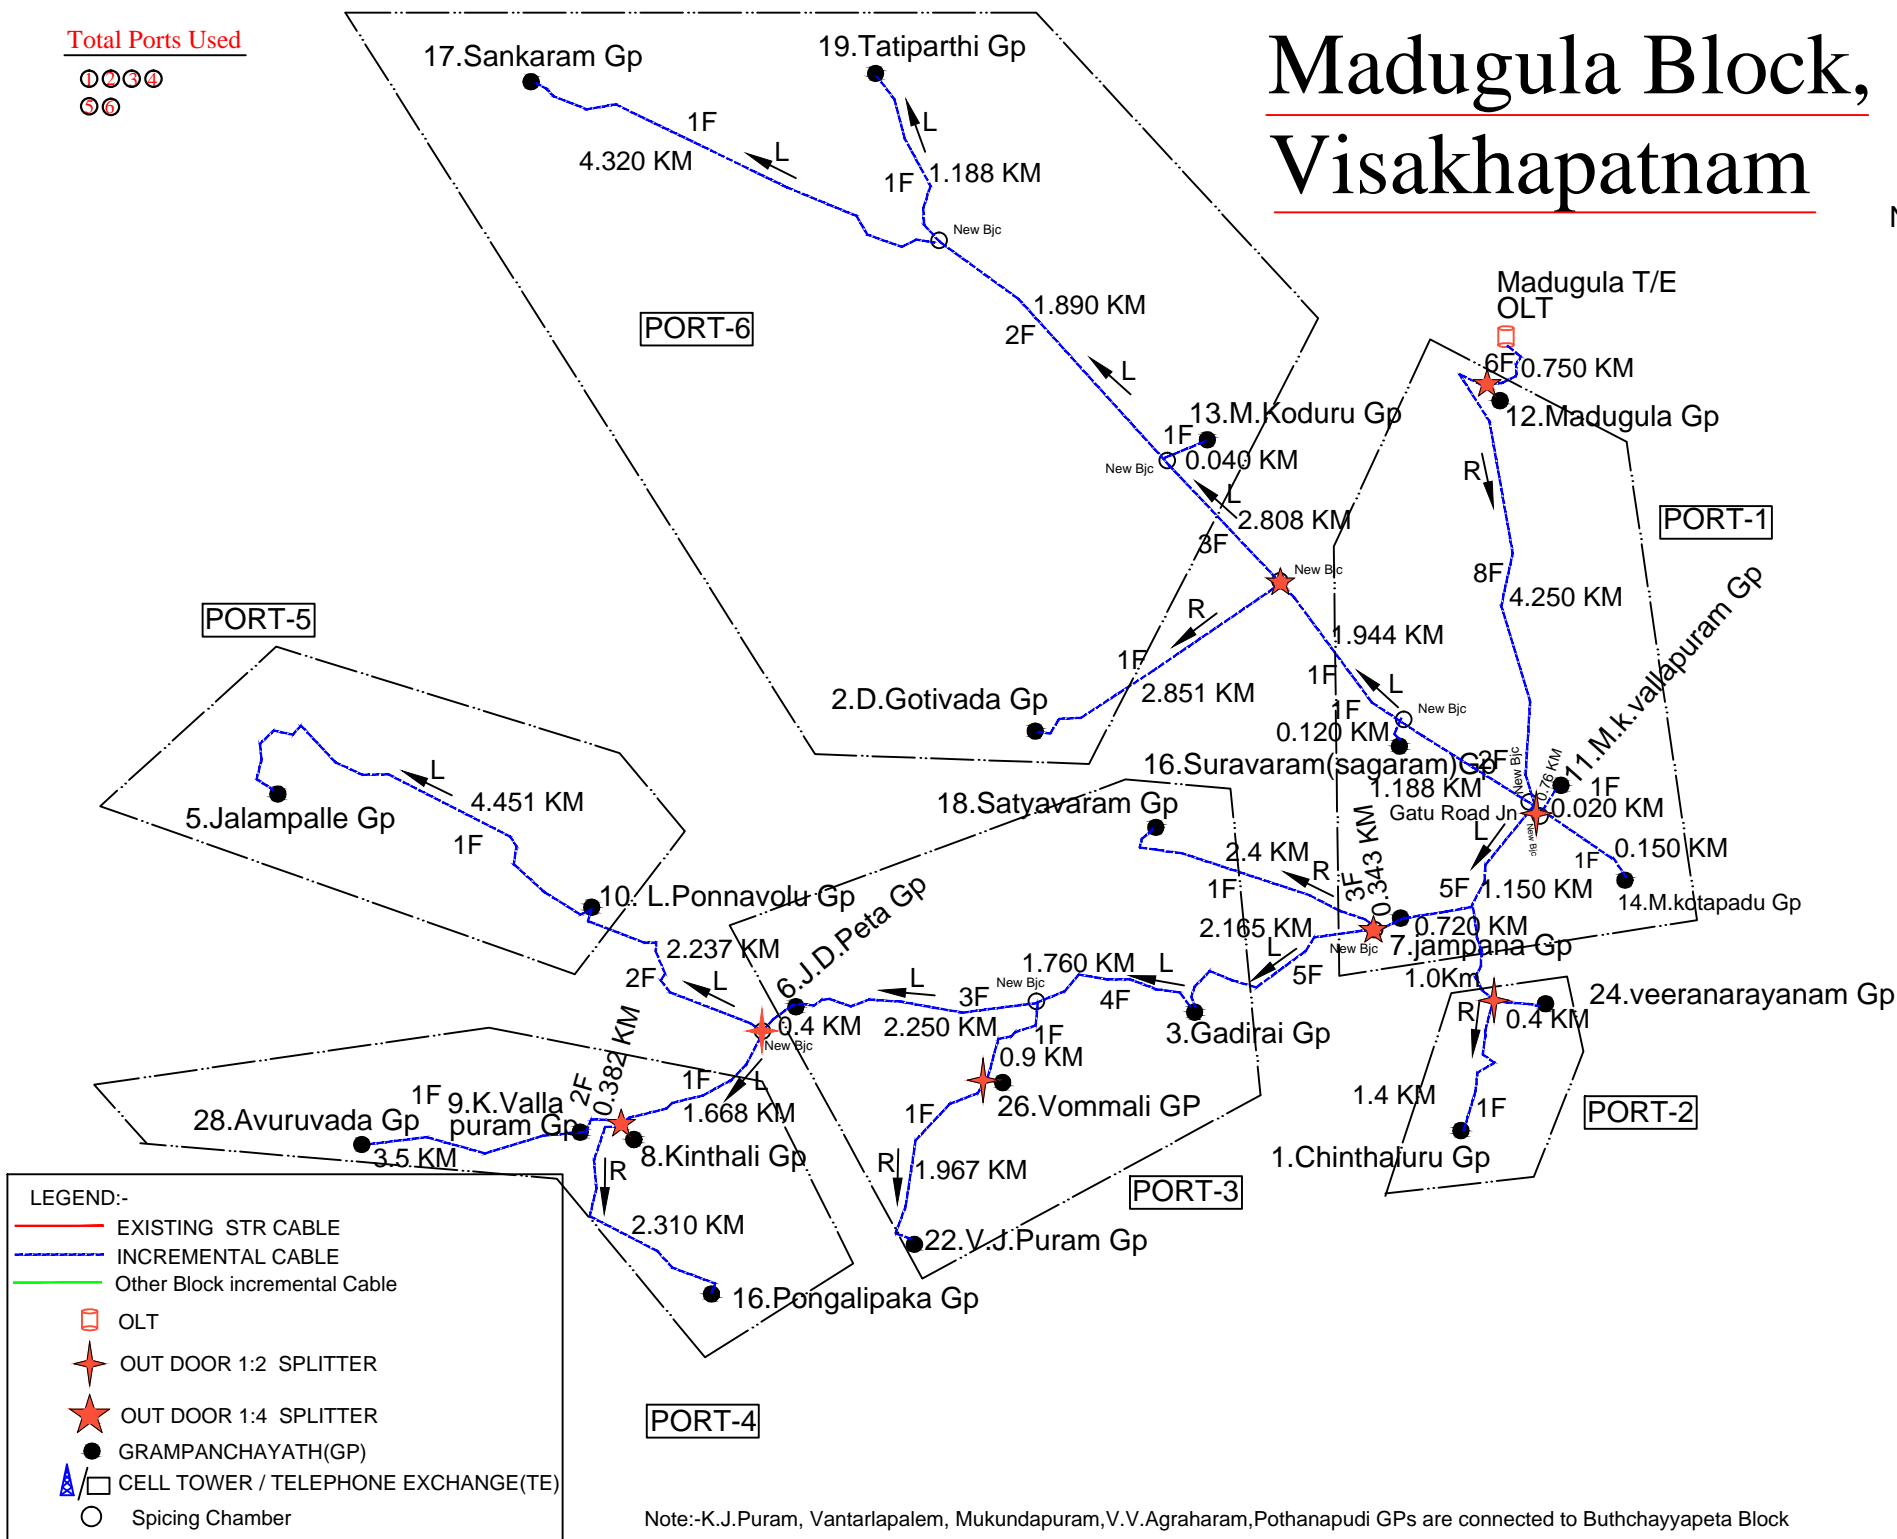 Total Ports Used
1 2 3 4
5 6
Madugula Block,
Visakhapatnam
N
17.Sankaram Gp
19.Tatiparthi Gp
1F
4.320 KM
L
L
1F
1.188 KM
New Bjc
PORT-6
1.890 KM
2F
L
13.M.Koduru Gp
1F
0.040 KM
New Bjc
L
2.808 KM
3F
New Bjc
R
1F
2.851 KM
2.D.Gotivada Gp
1.944 KM
1F
L
Madugula T/E
OLT
6F
0.750 KM
12.Madugula Gp
R
PORT-1
8F
4.250 KM
11.M.k.vallapuram Gp
New Bjc
1F
0.120 KM
16.Suravaram(sagaram)Gp
2F
1.188 KM
New Bjc
0.76 KM
1F
0.020 KM
Gatu Road Jn
New Bjc
L
0.150 KM
1F
14.M.kotapadu Gp
5F
1.150 KM
PORT-5
L
4.451 KM
5.Jalampalle Gp
1F
10. L.Ponnavolu Gp
2.237 KM
2F
L
18.Satyavaram Gp
2.4 KM
1F
R
3F
0.343 KM
0.720 KM
7.jampana Gp
New Bjc
2.165 KM
L
5F
1.0Km
24.veeranarayanam Gp
R
0.4 KM
1.4 KM
1F
PORT-2
1.Chinthaluru Gp
6.J.D.Peta Gp
0.4 KM
New Bjc
L
3F
2.250 KM
New Bjc
1.760 KM
L
4F
3.Gadirai Gp
1F
0.9 KM
26.Vommali GP
1F
R
1.967 KM
22.V.J.Puram Gp
PORT-3
1F
L
1.668 KM
2F
0.382 KM
1F
28.Avuruvada Gp
3.5 KM
9.K.Valla
puram Gp
8.Kinthali Gp
R
2.310 KM
16.Pongalipaka Gp
PORT-4
LEGEND:-
EXISTING STR CABLE
INCREMENTAL CABLE
Other Block incremental Cable
OLT
OUT DOOR 1:2 SPLITTER
OUT DOOR 1:4 SPLITTER
GRAMPANCHAYATH(GP)
CELL TOWER / TELEPHONE EXCHANGE(TE)
Spicing Chamber
Note:-K.J.Puram, Vantarlapalem, Mukundapuram,V.V.Agraharam,Pothanapudi GPs are connected to Buthchayyapeta Block